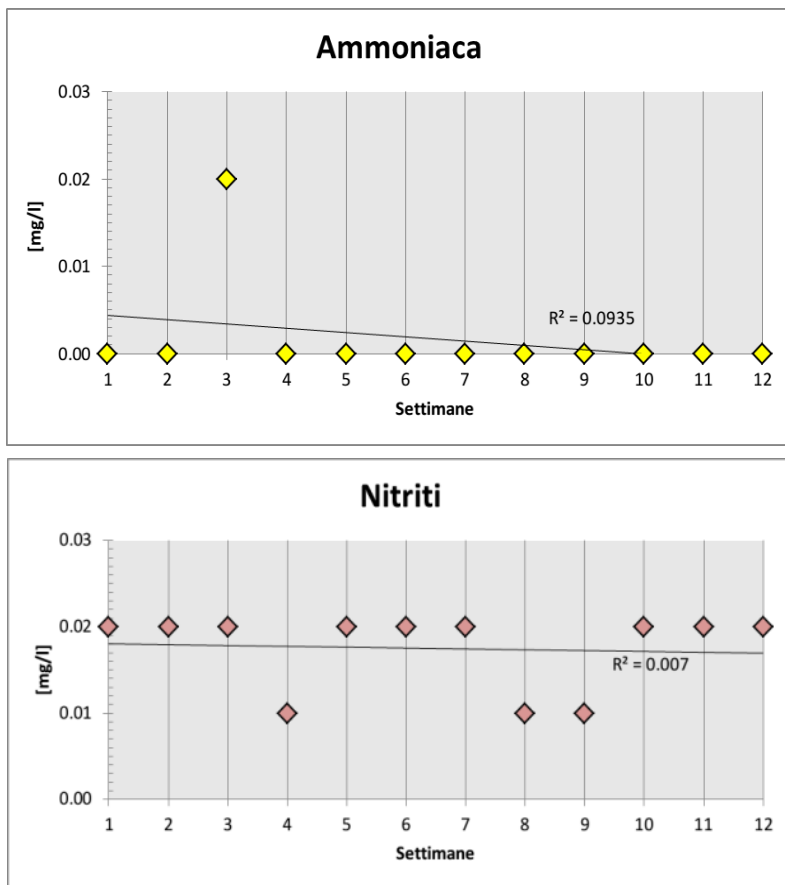 Ammoniaca
0.03
0.02
[mg/l]
0.01
R² = 0.0935
0.00
1 2 3 4 5 6 7 8 9 10 11 12
Settimane
Nitriti
0.03
0.02
[mg/l]
R² = 0.007
0.01
0.00
1 2 3 4 5 6 7 8 9 10 11 12
Settimane